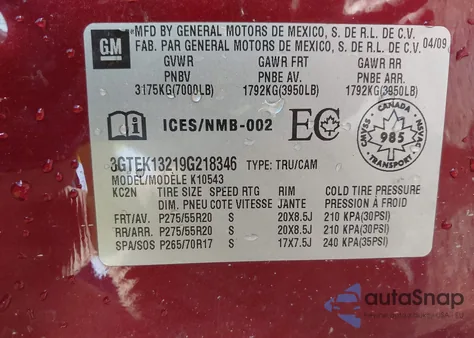 GM
MFD BY GENERAL MOTORS DE MEXICO, S. DE R.L. DE C.V.
FAB. PAR GENERAL MOTORS DE MEXICO, S. DE R.L. DE C.V.
04/09
GVWR GAWR FRT GAWR RR
PNBV PNBE AV. PNBE ARR.
3175KG(7000LB) 1792KG(3950LB) 1792KG(3950LB)
i ICES/NMB-002 EC CANADA CMVSS NSVAC 985
3GTEK13219G218346 TYPE: TRU/CAM
MODEL/MODÈLE K10543
KC2N TIRE SIZE SPEED RTG RIM COLD TIRE PRESSURE
DIM. PNEU COTE VITESSE JANTE PRESSION À FROID
FRT/AV. P275/55R20 S 20X8.5J 210 KPA(30PSI)
RR/ARR. P275/55R20 S 20X8.5J 210 KPA(30PSI)
SPA/SOS P265/70R17 S 17X7.5J 240 KPA(35PSI)
autoSnap